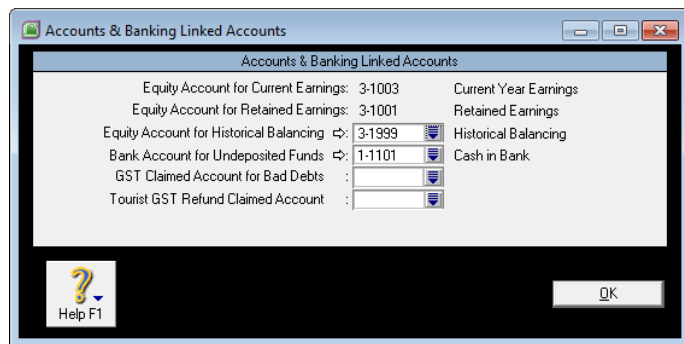 Accounts & Banking Linked Accounts
Accounts & Banking Linked Accounts
Equity Account for Current Earnings: 3-1003 Current Year Earnings
Equity Account for Retained Earnings: 3-1001 Retained Earnings
Equity Account for Historical Balancing ⇨: 3-1999 Historical Balancing
Bank Account for Undeposited Funds ⇨: 1-1101 Cash in Bank
GST Claimed Account for Bad Debts :
Tourist GST Refund Claimed Account :
Help F1
OK